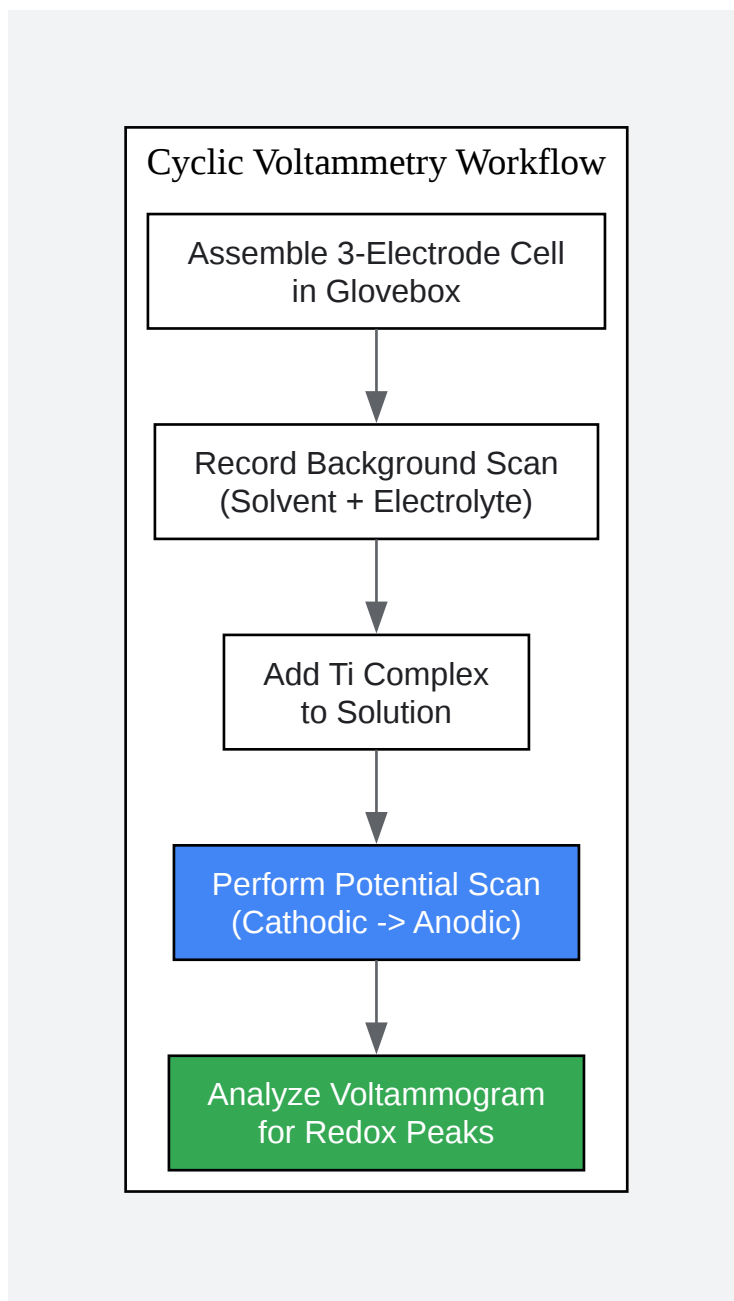 Cyclic Voltammetry Workflow
Assemble 3-Electrode Cell
in Glovebox
Record Background Scan
(Solvent + Electrolyte)
Add Ti Complex
to Solution
Perform Potential Scan
(Cathodic -> Anodic)
Analyze Voltammogram
for Redox Peaks